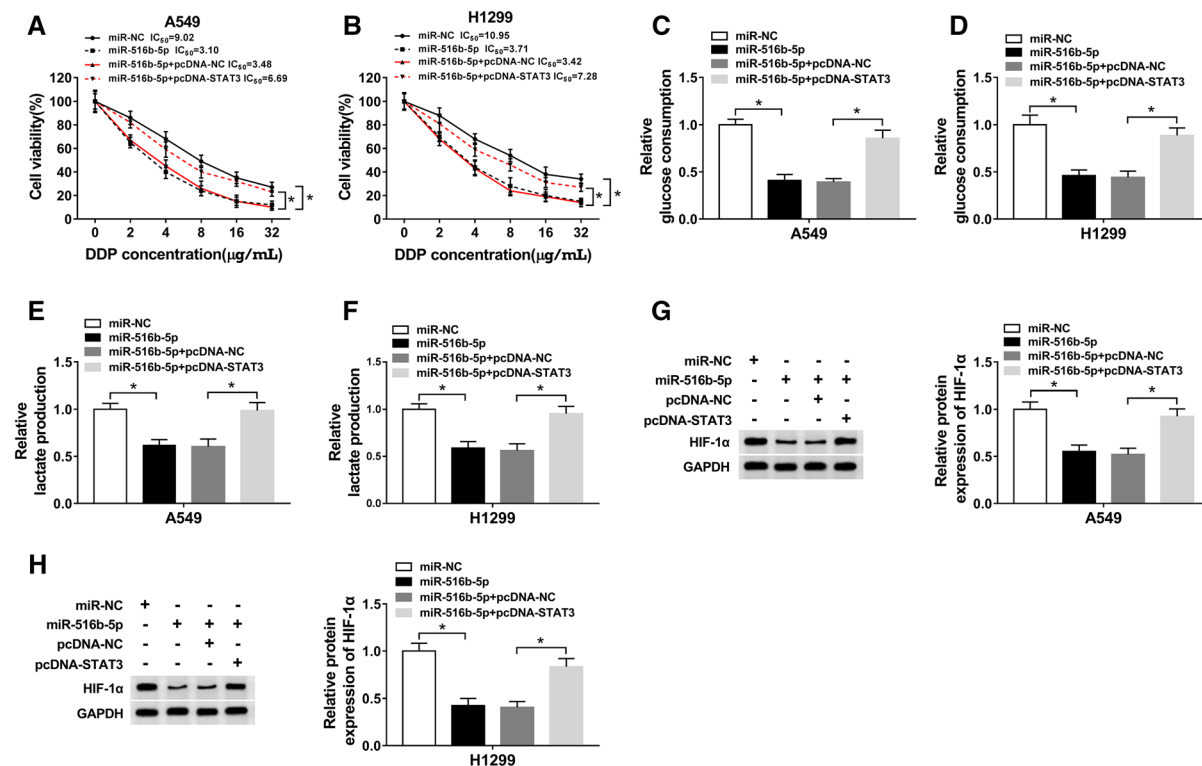 A
A549
miR-NC IC50=9.02
miR-516b-5p IC50=3.10
miR-516b-5p+pcDNA-NC IC50=3.48
miR-516b-5p+pcDNA-STAT3 IC50=6.69
Cell viability(%)
120
100
80
60
40
20
0
0 2 4 8 16 32
DDP concentration(μg/mL)
*
*
B
H1299
miR-NC IC50=10.95
miR-516b-5p IC50=3.71
miR-516b-5p+pcDNA-NC IC50=3.42
miR-516b-5p+pcDNA-STAT3 IC50=7.28
Cell viability(%)
120
100
80
60
40
20
0
0 2 4 8 16 32
DDP concentration(μg/mL)
*
*
C
miR-NC
miR-516b-5p
miR-516b-5p+pcDNA-NC
miR-516b-5p+pcDNA-STAT3
Relative
glucose consumption
1.5
1.0
0.5
0.0
*
*
A549
D
miR-NC
miR-516b-5p
miR-516b-5p+pcDNA-NC
miR-516b-5p+pcDNA-STAT3
Relative
glucose consumption
1.5
1.0
0.5
0.0
*
*
H1299
E
miR-NC
miR-516b-5p
miR-516b-5p+pcDNA-NC
miR-516b-5p+pcDNA-STAT3
Relative
lactate production
1.5
1.0
0.5
0.0
*
*
A549
F
miR-NC
miR-516b-5p
miR-516b-5p+pcDNA-NC
miR-516b-5p+pcDNA-STAT3
Relative
lactate production
1.5
1.0
0.5
0.0
*
*
H1299
G
miR-NC + - - -
miR-516b-5p - + + +
pcDNA-NC - - + -
pcDNA-STAT3 - - - +
HIF-1α
GAPDH
miR-NC
miR-516b-5p
miR-516b-5p+pcDNA-NC
miR-516b-5p+pcDNA-STAT3
Relative protein
expression of HIF-1α
1.5
1.0
0.5
0.0
*
*
A549
H
miR-NC + - - -
miR-516b-5p - + + +
pcDNA-NC - - + -
pcDNA-STAT3 - - - +
HIF-1α
GAPDH
miR-NC
miR-516b-5p
miR-516b-5p+pcDNA-NC
miR-516b-5p+pcDNA-STAT3
Relative protein
expression of HIF-1α
1.5
1.0
0.5
0.0
*
*
H1299